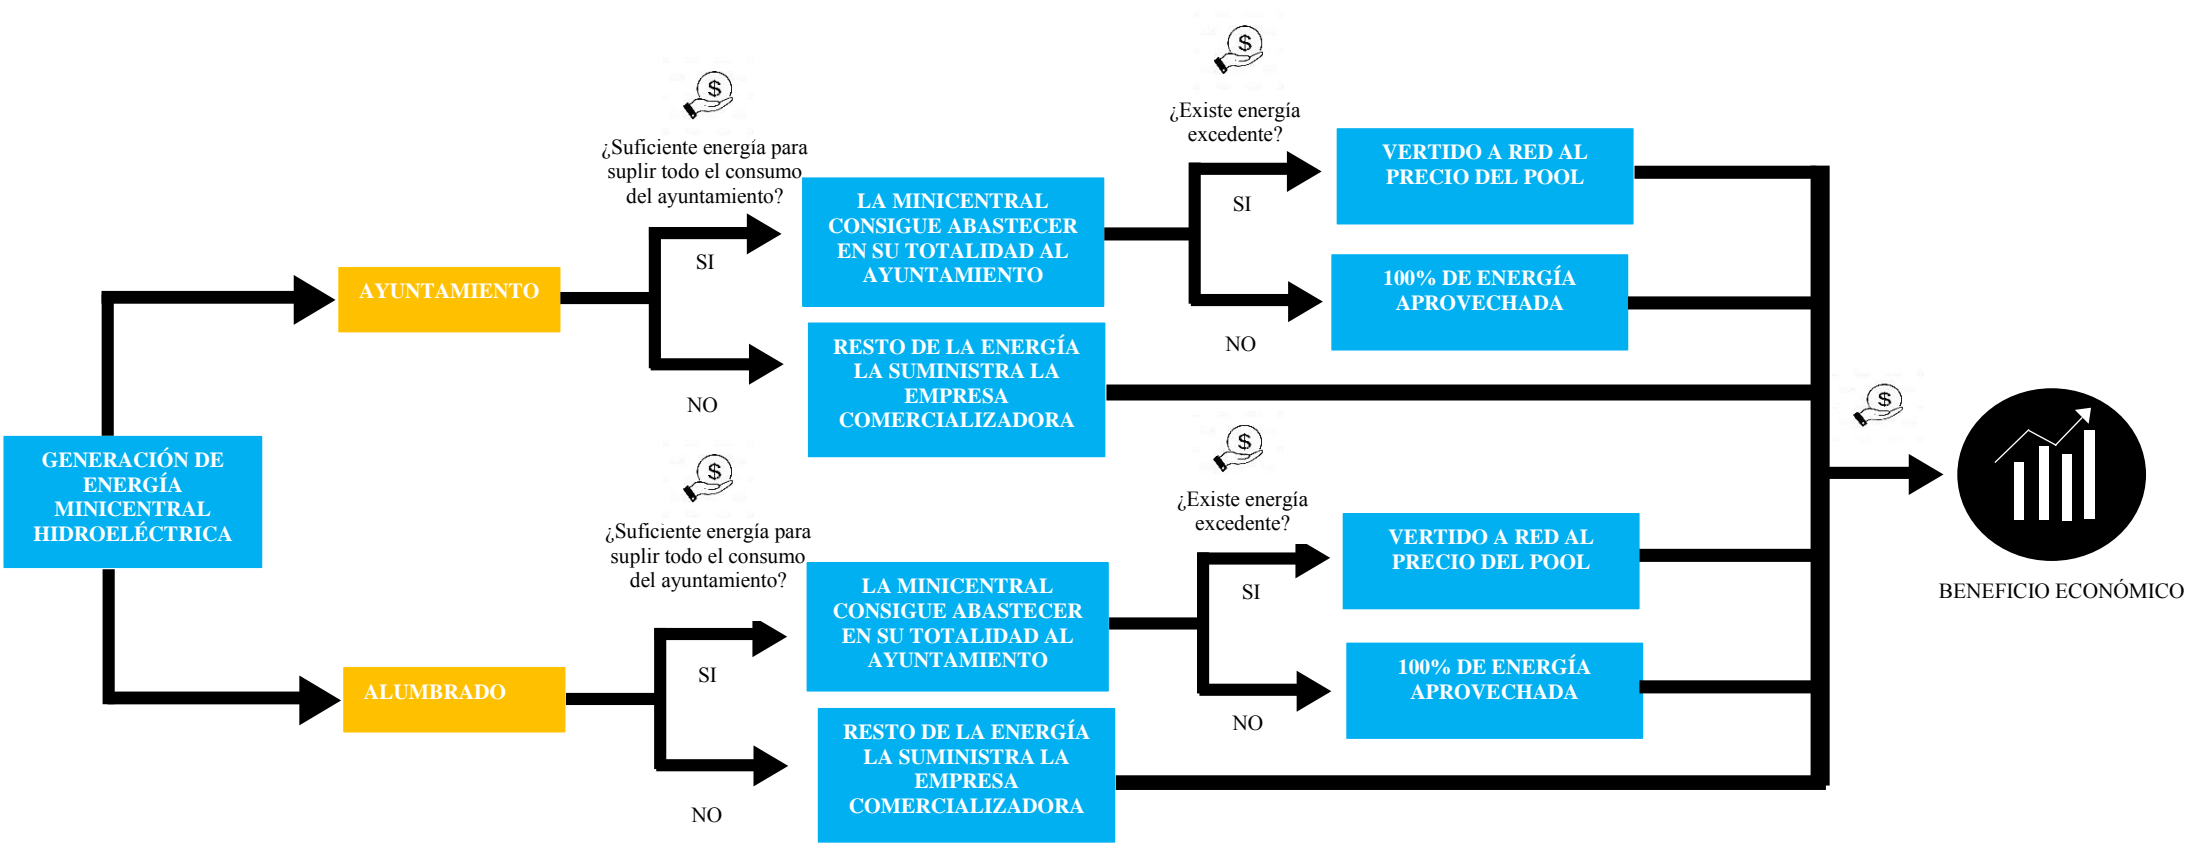 GENERACIÓN DE
ENERGÍA
MINICENTRAL
HIDROELÉCTRICA
AYUNTAMIENTO
¿Suficiente energía para
suplir todo el consumo
del ayuntamiento?
SI
NO
LA MINICENTRAL
CONSIGUE ABASTECER
EN SU TOTALIDAD AL
AYUNTAMIENTO
RESTO DE LA ENERGÍA
LA SUMINISTRA LA
EMPRESA
COMERCIALIZADORA
¿Existe energía
excedente?
SI
NO
VERTIDO A RED AL
PRECIO DEL POOL
100% DE ENERGÍA
APROVECHADA
ALUMBRADO
¿Suficiente energía para
suplir todo el consumo
del ayuntamiento?
SI
NO
LA MINICENTRAL
CONSIGUE ABASTECER
EN SU TOTALIDAD AL
AYUNTAMIENTO
RESTO DE LA ENERGÍA
LA SUMINISTRA LA
EMPRESA
COMERCIALIZADORA
¿Existe energía
excedente?
SI
NO
VERTIDO A RED AL
PRECIO DEL POOL
100% DE ENERGÍA
APROVECHADA
BENEFICIO ECONÓMICO